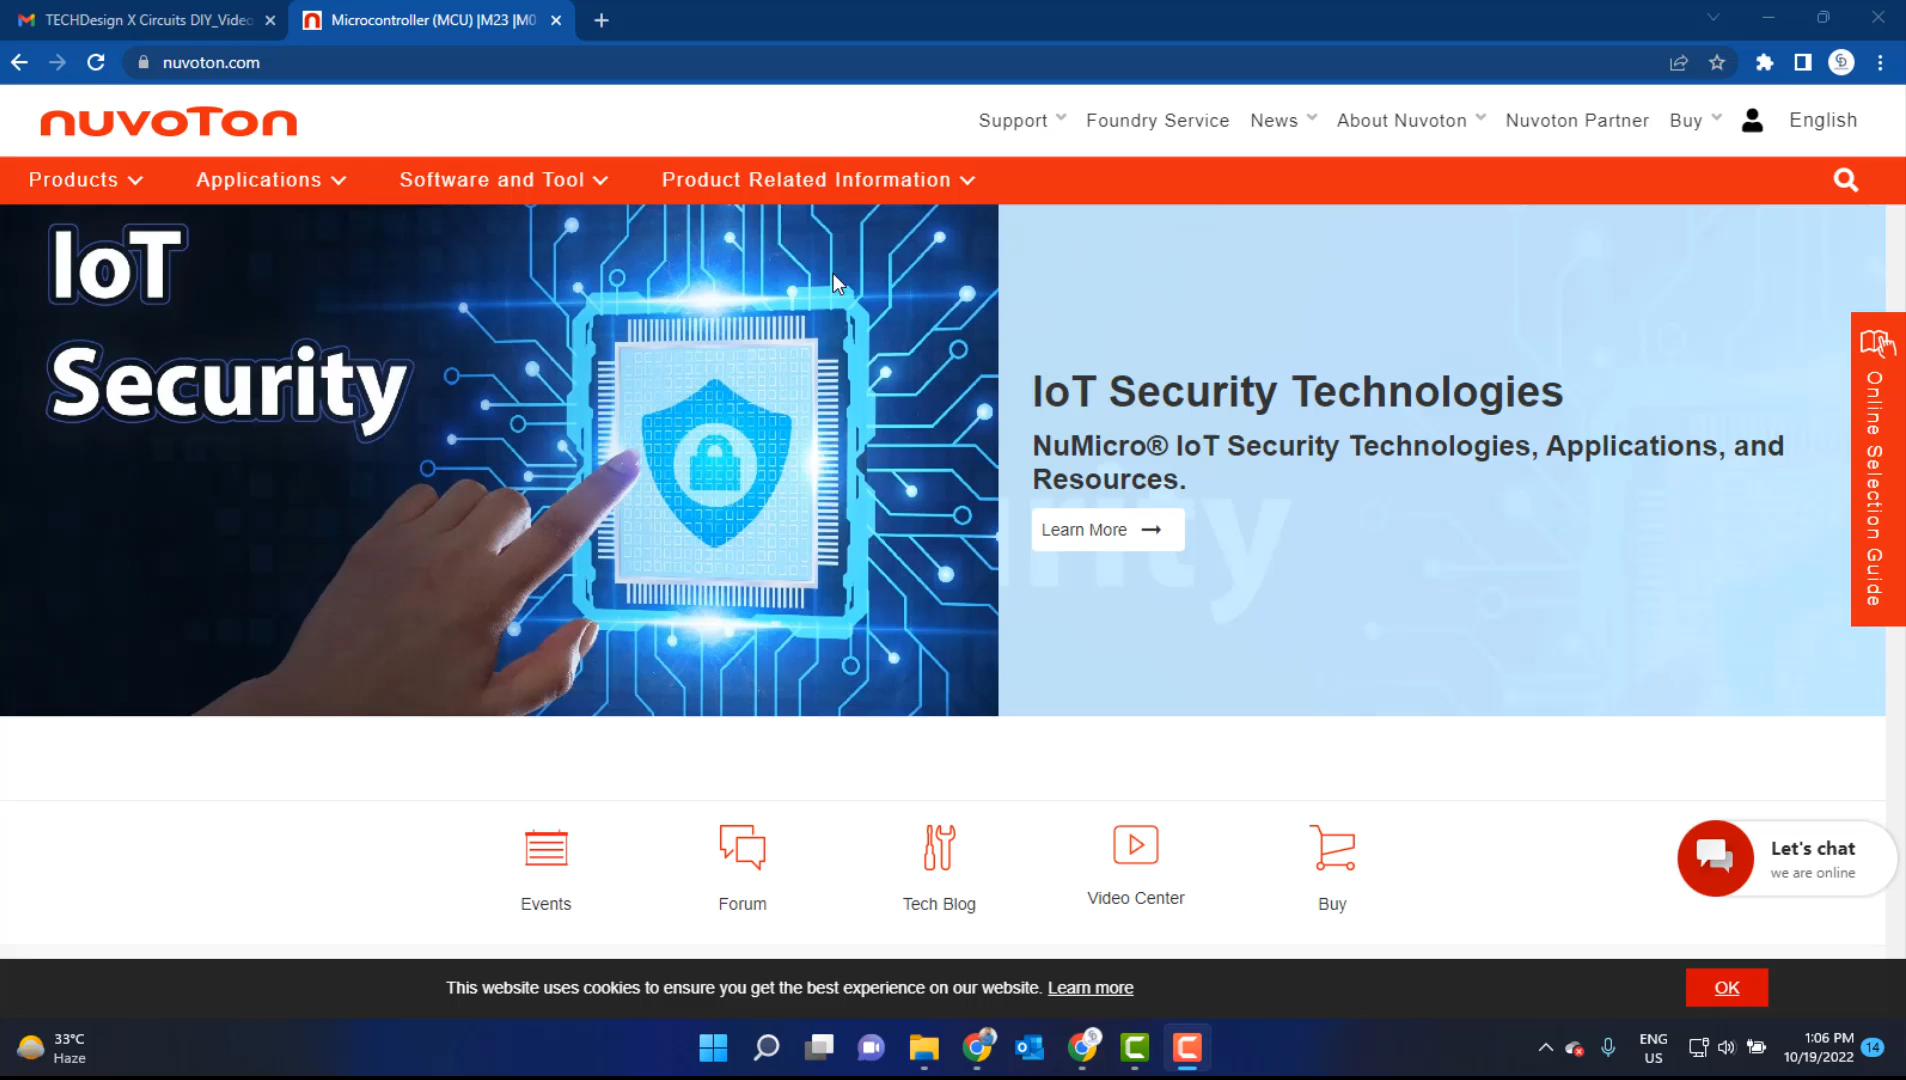 TECHDesign X Circuits DIY_Video
Microcontroller (MCU) |M23 |M0
nuvoton.com
nuvoTon
Support
Foundry Service
News
About Nuvoton
Nuvoton Partner
Buy
English
Products
Applications
Software and Tool
Product Related Information
IoT
Security
IoT Security Technologies
NuMicro® IoT Security Technologies, Applications, and
Resources.
Learn More
urity
Online Selection Guide
Events
Forum
Tech Blog
Video Center
Buy
Let's chat
we are online
This website uses cookies to ensure you get the best experience on our website. Learn more
OK
33°C
Haze
ENG
US
1:06 PM
10/19/2022
14